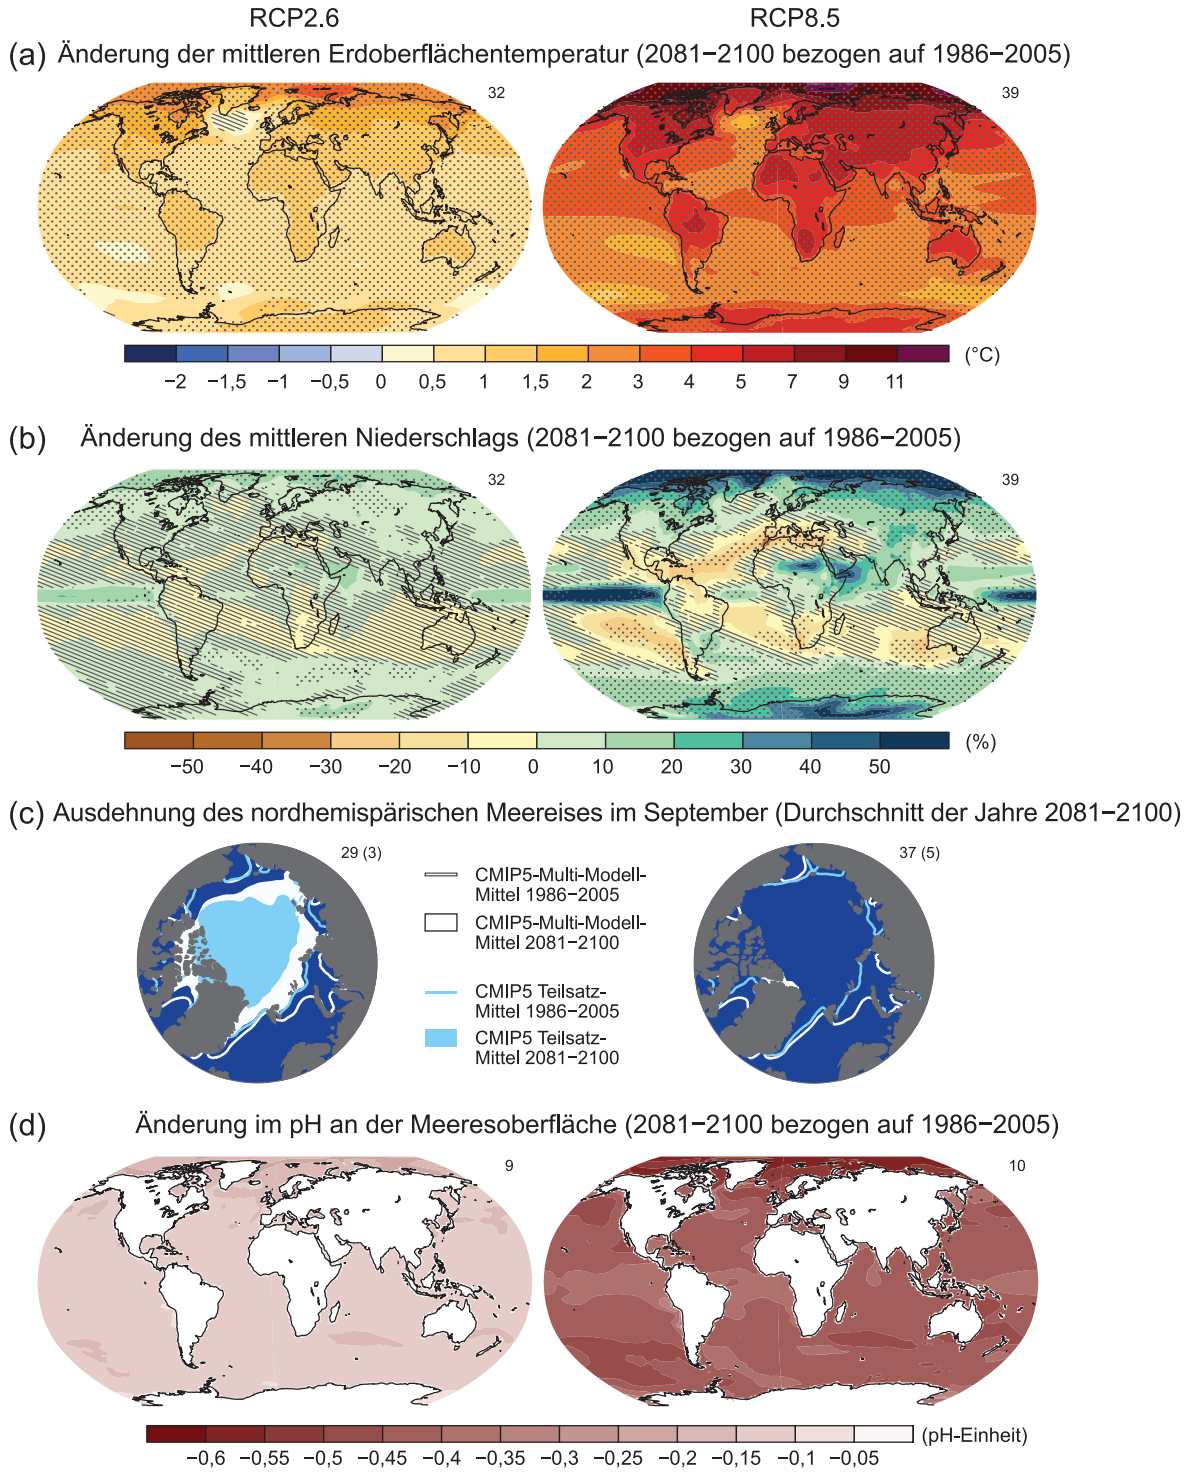 RCP2.6
RCP8.5
(a) Änderung der mittleren Erdoberflächentemperatur (2081−2100 bezogen auf 1986−2005)
32
39
(°C)
−2 −1,5 −1 −0,5 0 0,5 1 1,5 2 3 4 5 7 9 11
(b) Änderung des mittleren Niederschlags (2081−2100 bezogen auf 1986−2005)
32
39
(%)
−50 −40 −30 −20 −10 0 10 20 30 40 50
(c) Ausdehnung des nordhemispärischen Meereises im September (Durchschnitt der Jahre 2081−2100)
29 (3)
CMIP5-Multi-Modell-
Mittel 1986−2005
CMIP5-Multi-Modell-
Mittel 2081−2100
CMIP5 Teilsatz-
Mittel 1986−2005
CMIP5 Teilsatz-
Mittel 2081−2100
37 (5)
(d) Änderung im pH an der Meeresoberfläche (2081−2100 bezogen auf 1986−2005)
9
10
(pH-Einheit)
−0,6 −0,55 −0,5 −0,45 −0,4 −0,35 −0,3 −0,25 −0,2 −0,15 −0,1 −0,05